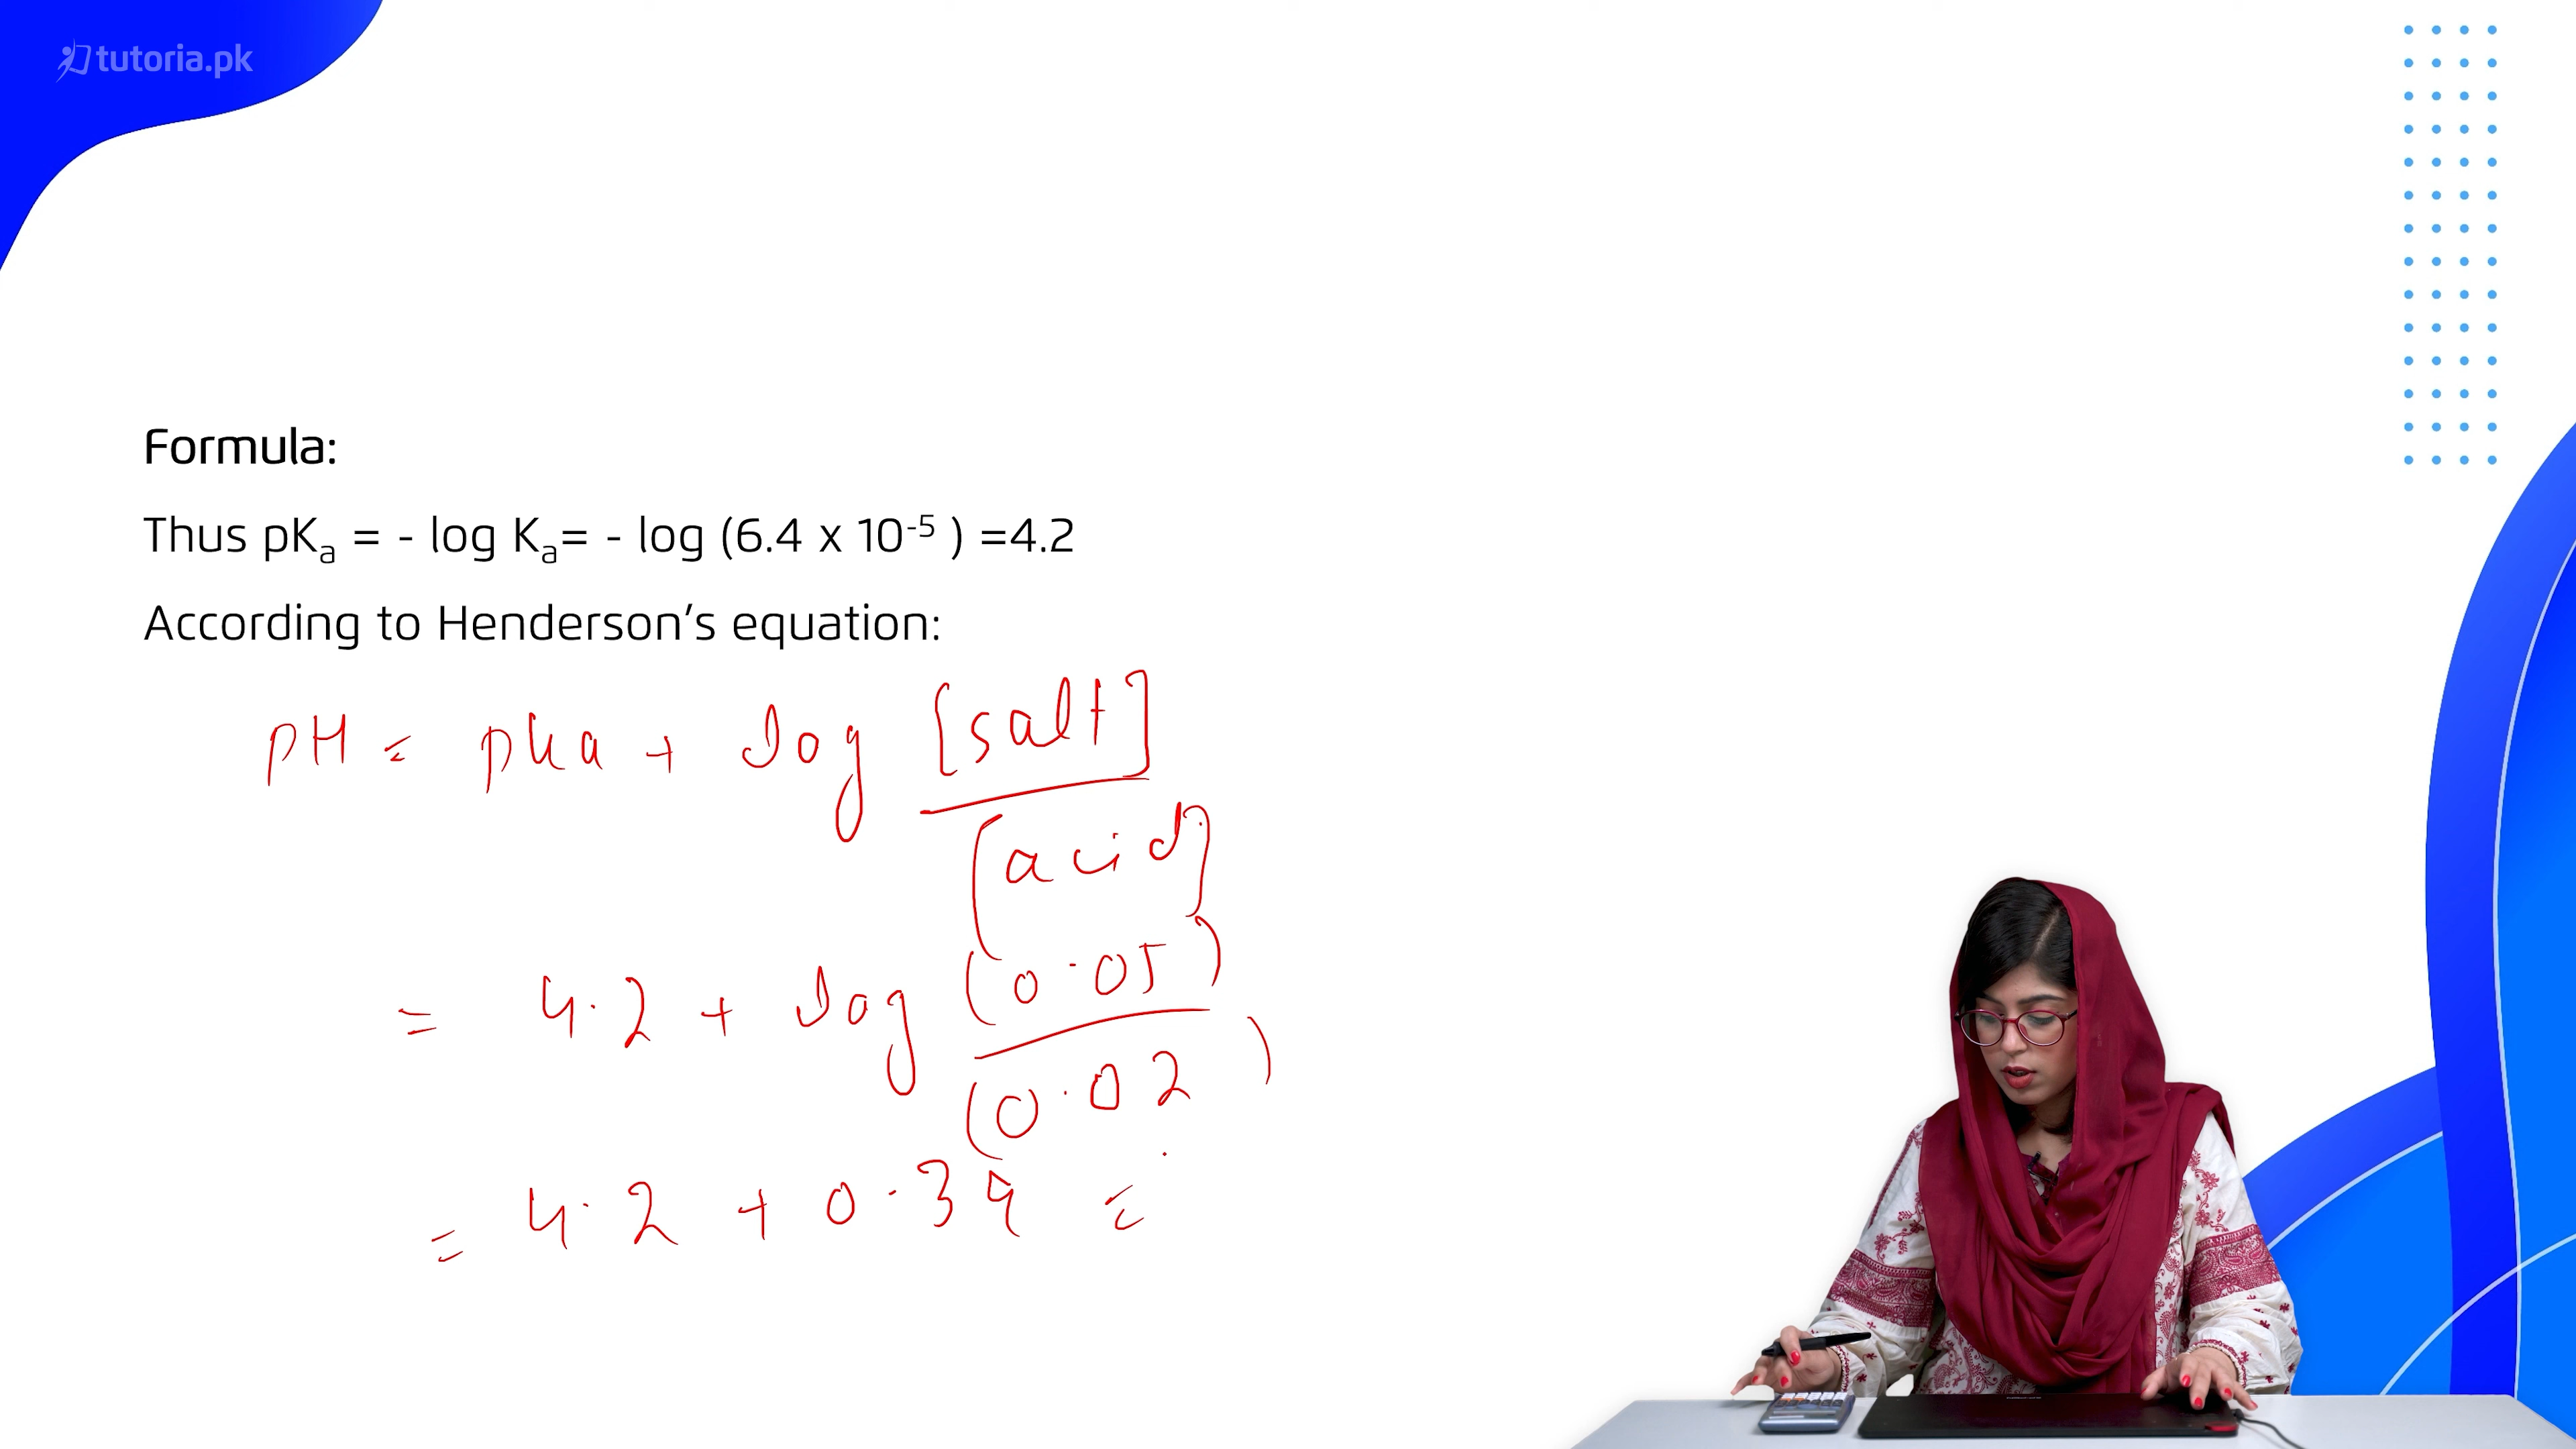 tutoria.pk
Formula:
Thus pKₐ = - log Kₐ= - log (6.4 x 10⁻⁵ ) =4.2
According to Henderson’s equation:
pH = pka + log [salt]
[acid]
= 4.2 + log (0.05)
(0.02)
= 4.2 + 0.39 =